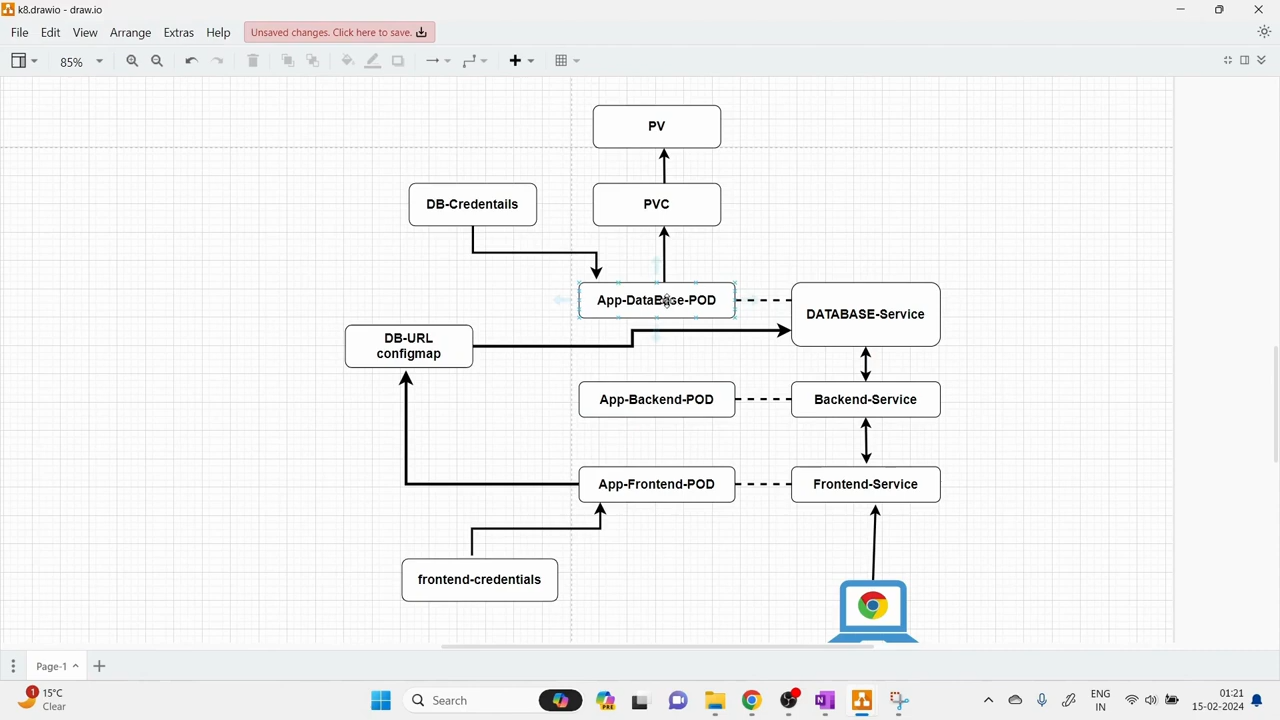 k8.drawio - draw.io
File Edit View Arrange Extras Help Unsaved changes. Click here to save.
85%
PV
DB-Credentails
PVC
App-DataBase-POD
DATABASE-Service
DB-URL
configmap
App-Backend-POD
Backend-Service
App-Frontend-POD
Frontend-Service
frontend-credentials
Page-1
1
15°C
Clear
Search
PRE
ENG
IN
01:21
15-02-2024